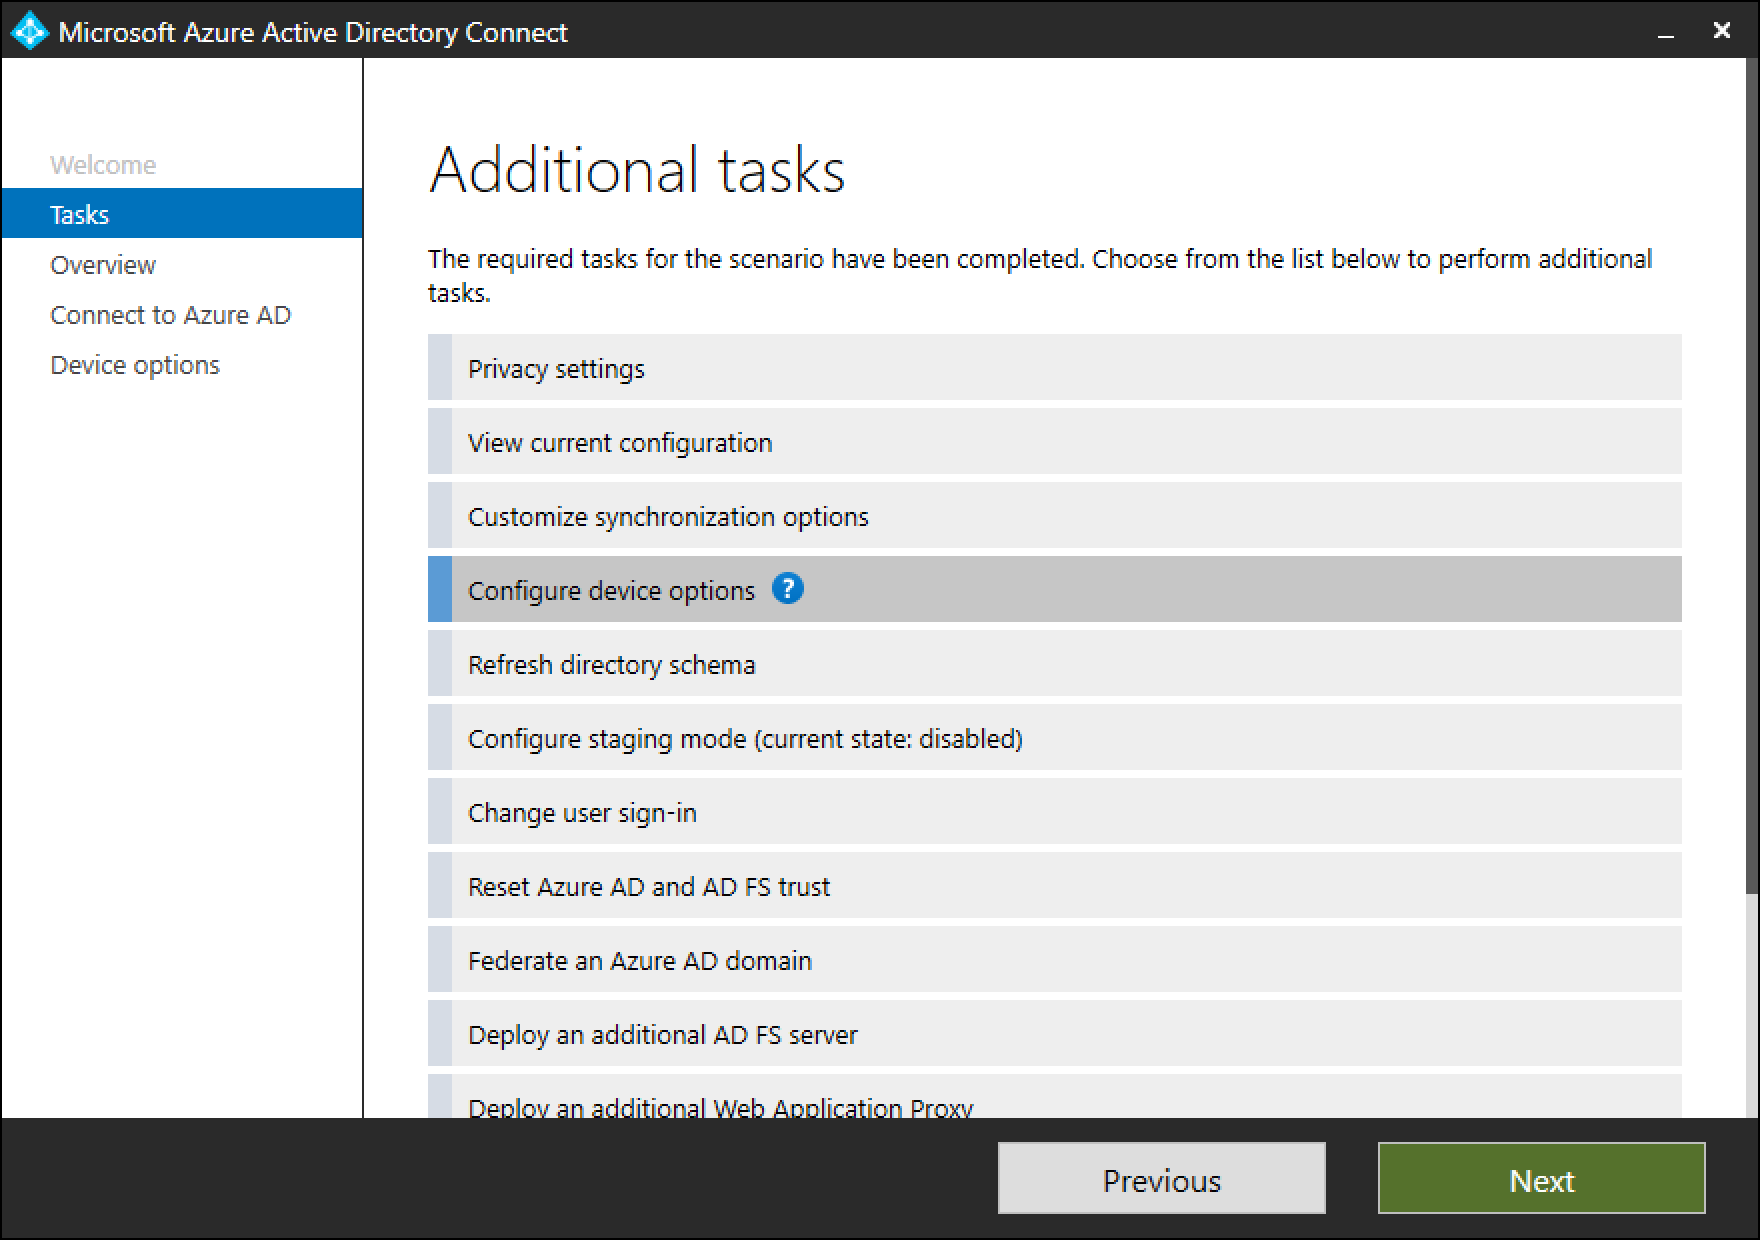 Microsoft Azure Active Directory Connect
Welcome
Tasks
Overview
Connect to Azure AD
Device options
Additional tasks
The required tasks for the scenario have been completed. Choose from the list below to perform additional
tasks.
Privacy settings
View current configuration
Customize synchronization options
Configure device options ?
Refresh directory schema
Configure staging mode (current state: disabled)
Change user sign-in
Reset Azure AD and AD FS trust
Federate an Azure AD domain
Deploy an additional AD FS server
Deploy an additional Web Application Proxy
Previous
Next